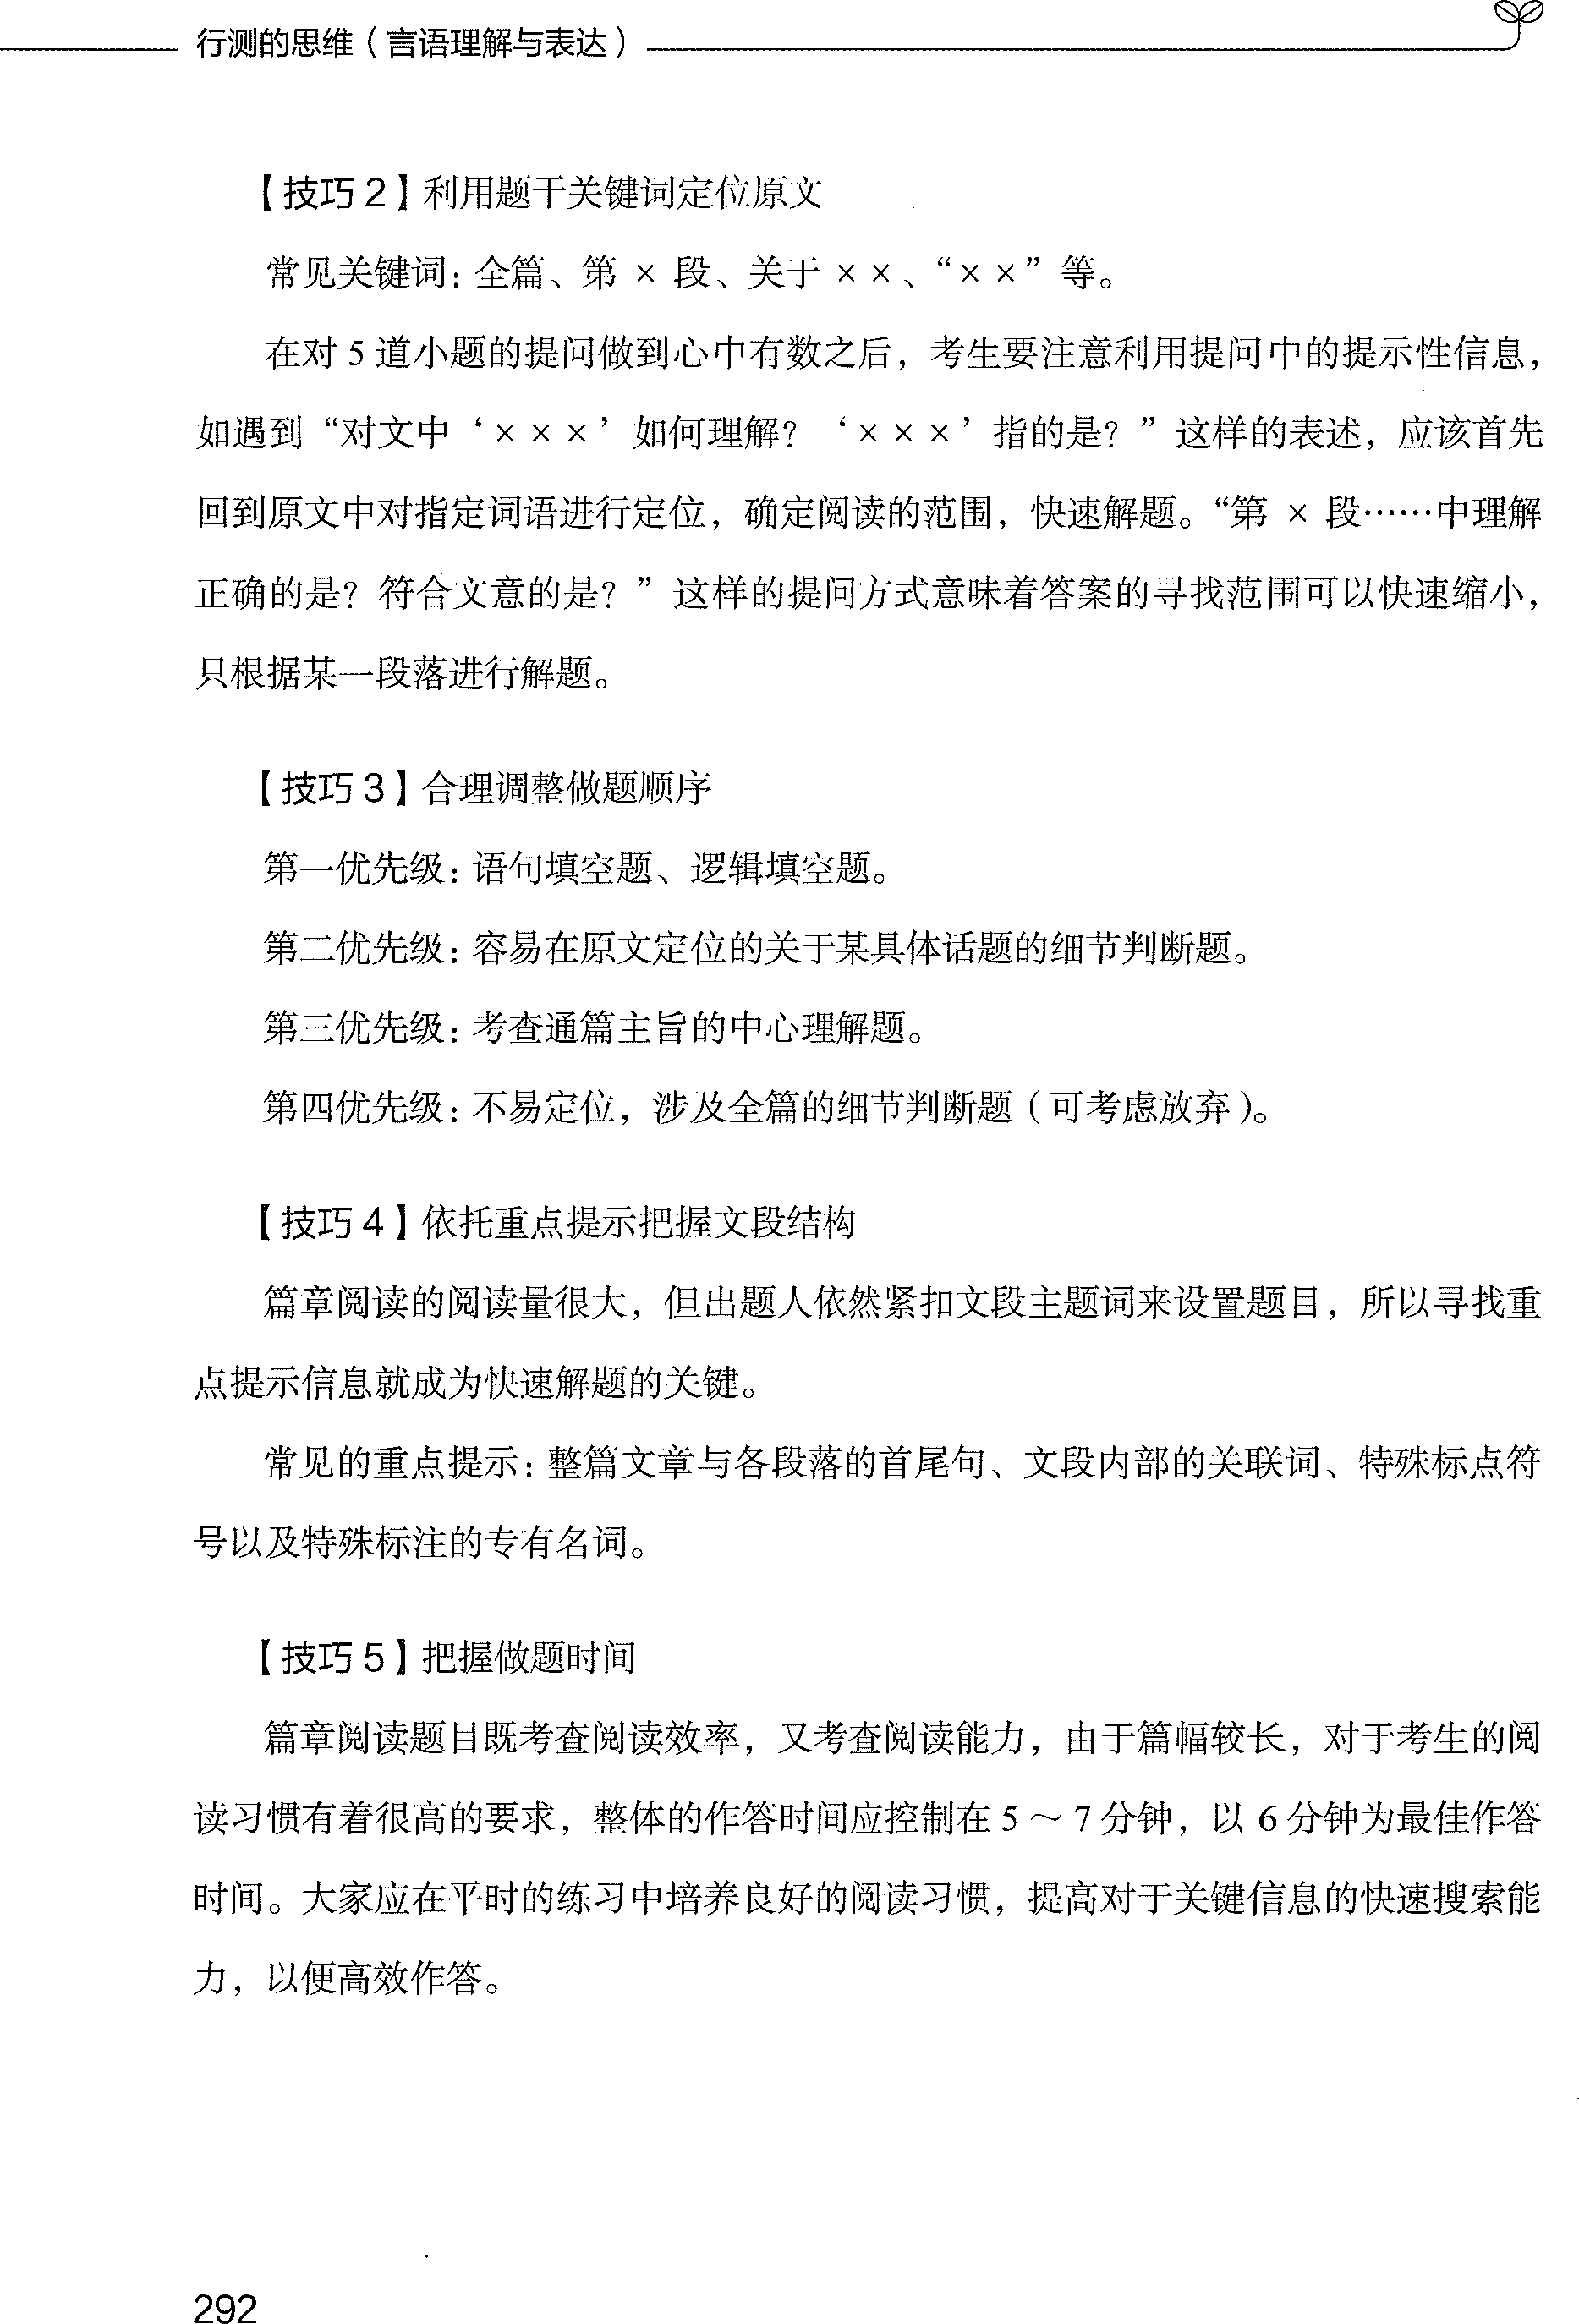 行测的思维（言语理解与表达）
【技巧 2】利用题干关键词定位原文
常见关键词：全篇、第 × 段、关于 × ×、“× ×” 等。
在对 5 道小题的提问做到心中有数之后，考生要注意利用提问中的提示性信息，
如遇到“对文中‘× × ×’如何理解？‘× × ×’指的是？”这样的表述，应该首先
回到原文中对指定词语进行定位，确定阅读的范围，快速解题。“第 × 段……中理解
正确的是？符合文意的是？”这样的提问方式意味着答案的寻找范围可以快速缩小，
只根据某一段落进行解题。
【技巧 3】合理调整做题顺序
第一优先级：语句填空题、逻辑填空题。
第二优先级：容易在原文定位的关于某具体话题的细节判断题。
第三优先级：考查通篇主旨的中心理解题。
第四优先级：不易定位，涉及全篇的细节判断题（可考虑放弃）。
【技巧 4】依托重点提示把握文段结构
篇章阅读的阅读量很大，但出题人依然紧扣文段主题词来设置题目，所以寻找重
点提示信息就成为快速解题的关键。
常见的重点提示：整篇文章与各段落的首尾句、文段内部的关联词、特殊标点符
号以及特殊标注的专有名词。
【技巧 5】把握做题时间
篇章阅读题目既考查阅读效率，又考查阅读能力，由于篇幅较长，对于考生的阅
读习惯有着很高的要求，整体的作答时间应控制在 5 ～ 7 分钟，以 6 分钟为最佳作答
时间。大家应在平时的练习中培养良好的阅读习惯，提高对于关键信息的快速搜索能
力，以便高效作答。
292